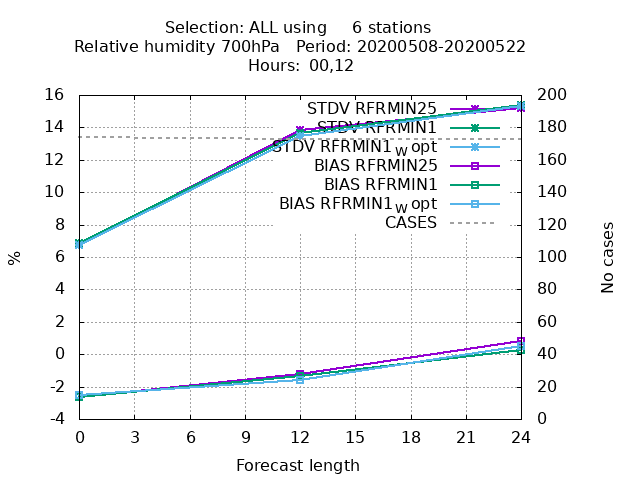 Selection: ALL using 6 stations
Relative humidity 700hPa Period: 20200508-20200522
Hours: 00,12
16 200
14 180
12 160
10 140
8 120
6 100
4 80
2 60
0 40
-2 20
-4 0
STDV RFRMIN25
STDV RFRMIN1
STDV RFRMIN1w opt
BIAS RFRMIN25
BIAS RFRMIN1
BIAS RFRMIN1w opt
CASES
%
No cases
0 3 6 9 12 15 18 21 24
Forecast length